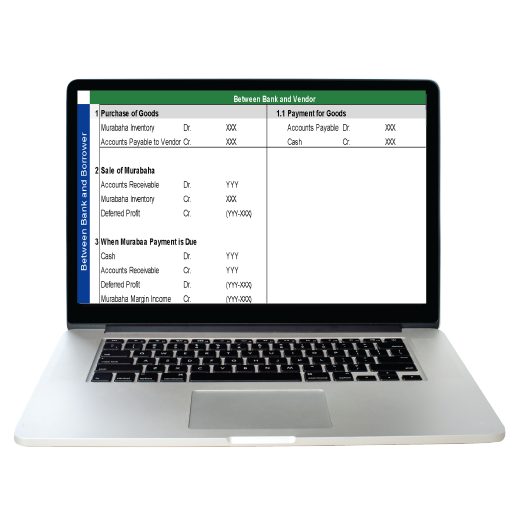 Between Bank and Vendor
Between Bank and Borrower
1 Purchase of Goods
Murabaha Inventory Dr. XXX
Accounts Payable to Vendor Cr. XXX
1.1 Payment for Goods
Accounts Payable Dr. XXX
Cash Cr. XXX
2 Sale of Murabaha
Accounts Receivable Dr. YYY
Murabaha Inventory Cr. XXX
Deferred Profit Cr. (YYY-XXX)
3 When Murabaa Payment is Due
Cash Dr. YYY
Accounts Receivable Cr. YYY
Deferred Profit Dr. (YYY-XXX)
Murabaha Margin Income Cr. (YYY-XXX)